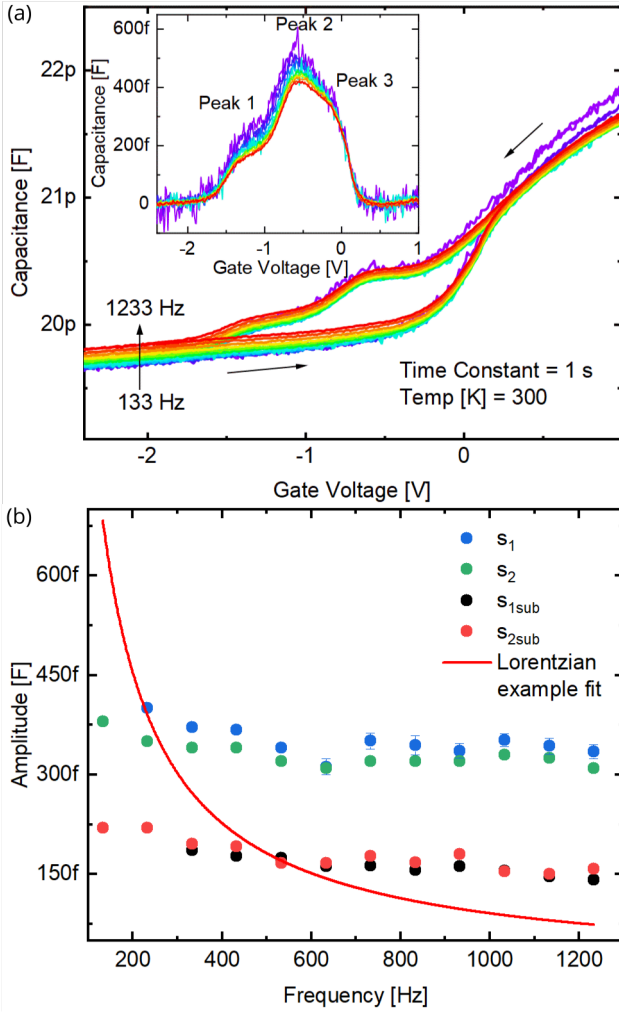 (a)
600f
400f
200f
0
Capacitance [F]
Peak 1
Peak 2
Peak 3
-2
-1
0
1
Gate Voltage [V]
22p
21p
20p
Capacitance [F]
1233 Hz
133 Hz
Time Constant = 1 s
Temp [K] = 300
-2
-1
0
Gate Voltage [V]
(b)
600f
450f
300f
150f
Amplitude [F]
s1
s2
s1sub
s2sub
Lorentzian
example fit
200
400
600
800
1000
1200
Frequency [Hz]